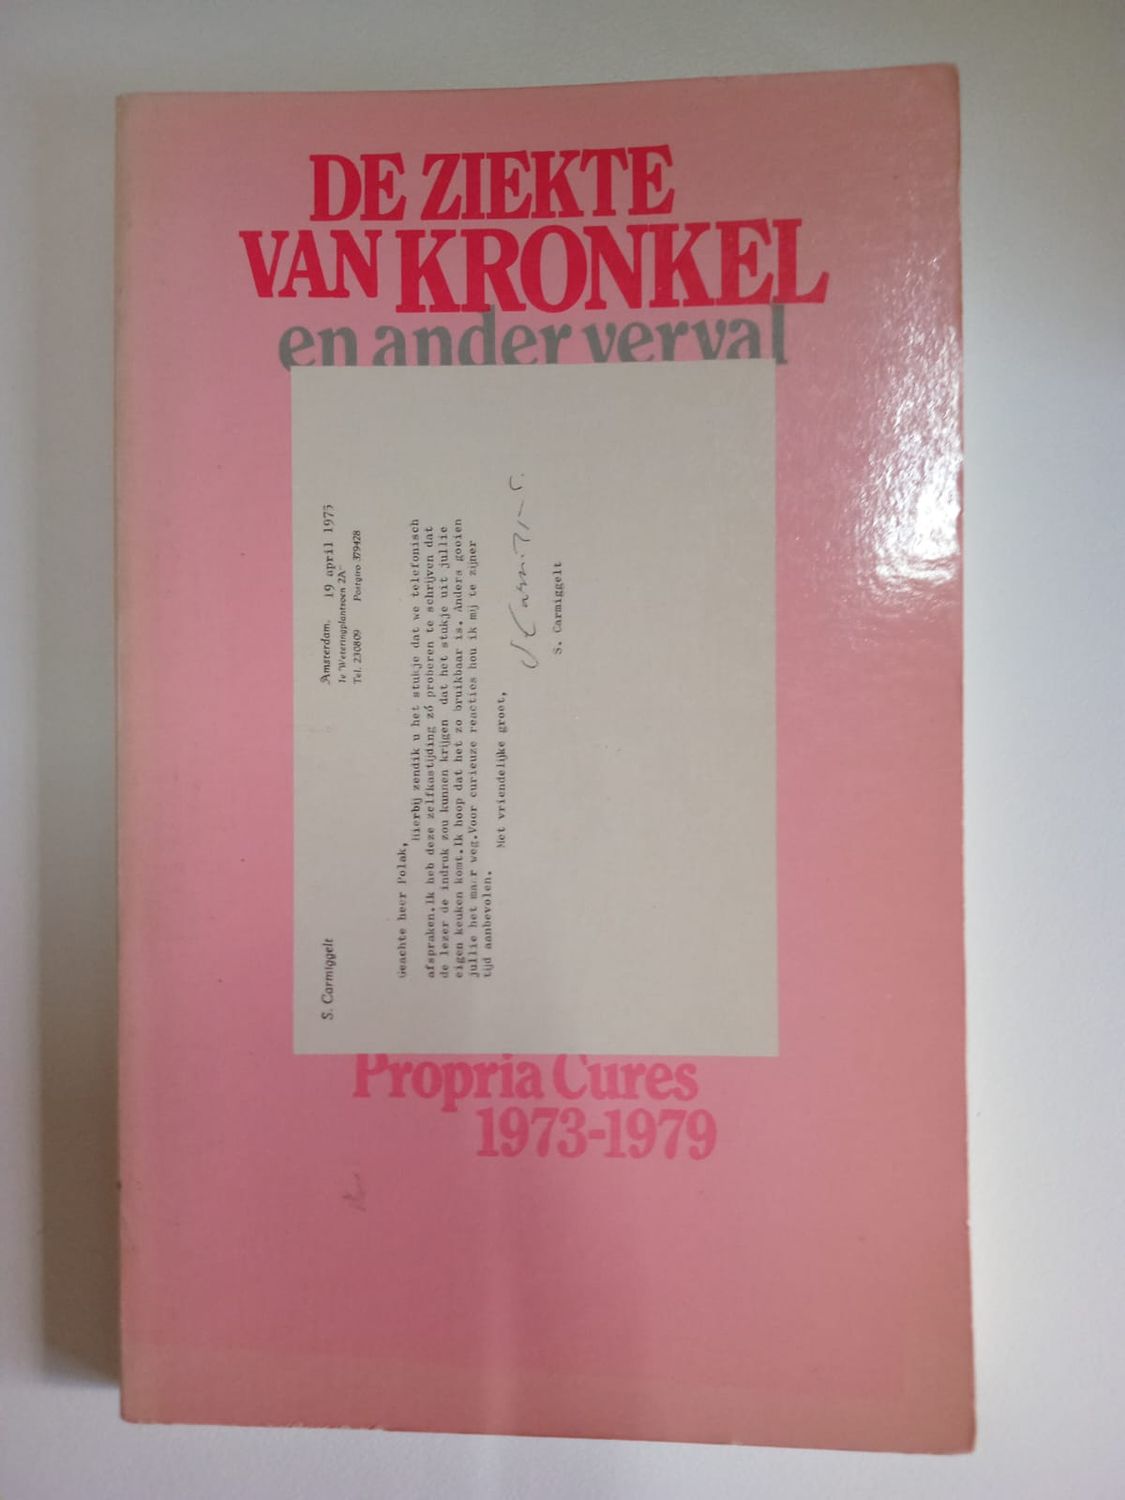 DE ZIEKTE
VAN KRONKEL
en ander verval
S. Carmiggelt
Amsterdam, 19 april 1975
1e Weteringplantsoen 2A
Tel. 230809 Postgiro 379428
Geachte heer Polak,
Hierbij zendik u het stukje dat we telefonisch
afspraken.Ik heb deze zelfkastijding zó proberen te schrijven dat
de lezer de indruk zou kunnen krijgen dat het stukje uit jullie
eigen keuken komt.Ik hoop dat het zo bruikbaar is. Anders gooien
jullie het maar weg.Voor curieuze reacties hou ik mij te zijner
tijd aanbevolen.
Met vriendelijke groet,
S. Carmiggelt
Propria Cures
1973-1979